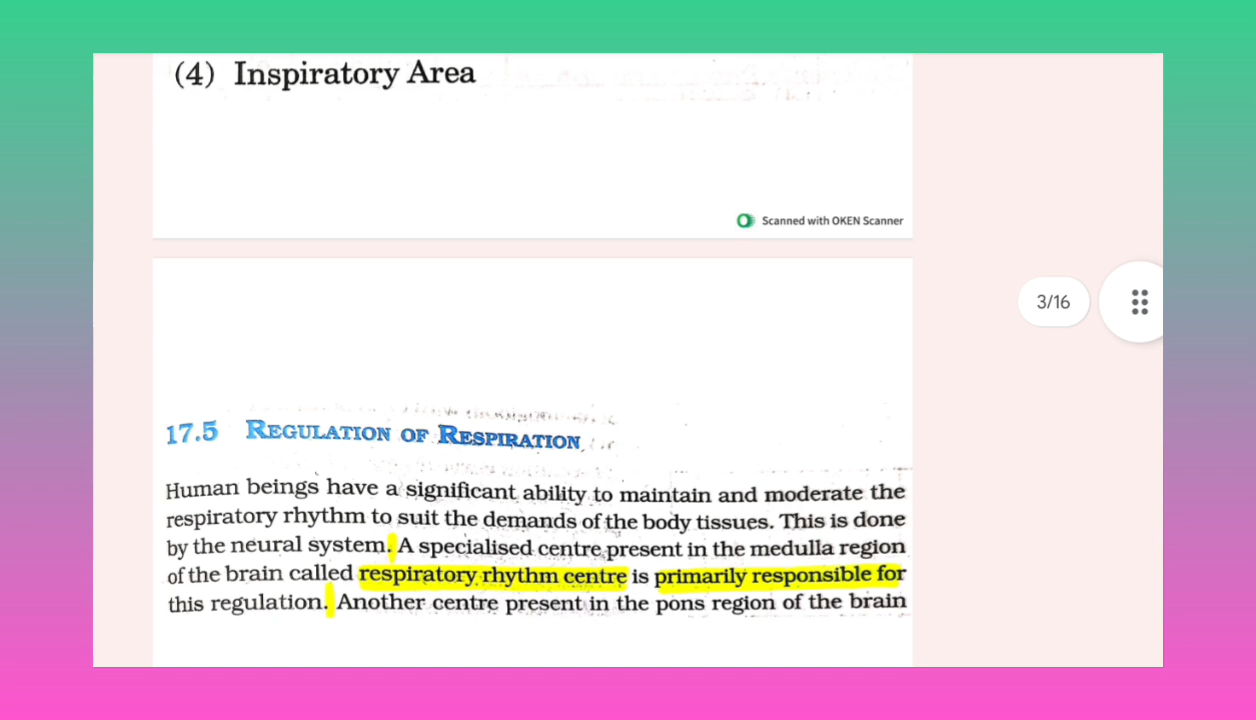 (4) Inspiratory Area
Scanned with OKEN Scanner
3/16
17.5 REGULATION OF RESPIRATION
Human beings have a significant ability to maintain and moderate the
respiratory rhythm to suit the demands of the body tissues. This is done
by the neural system. A specialised centre present in the medulla region
of the brain called respiratory rhythm centre is primarily responsible for
this regulation. Another centre present in the pons region of the brain